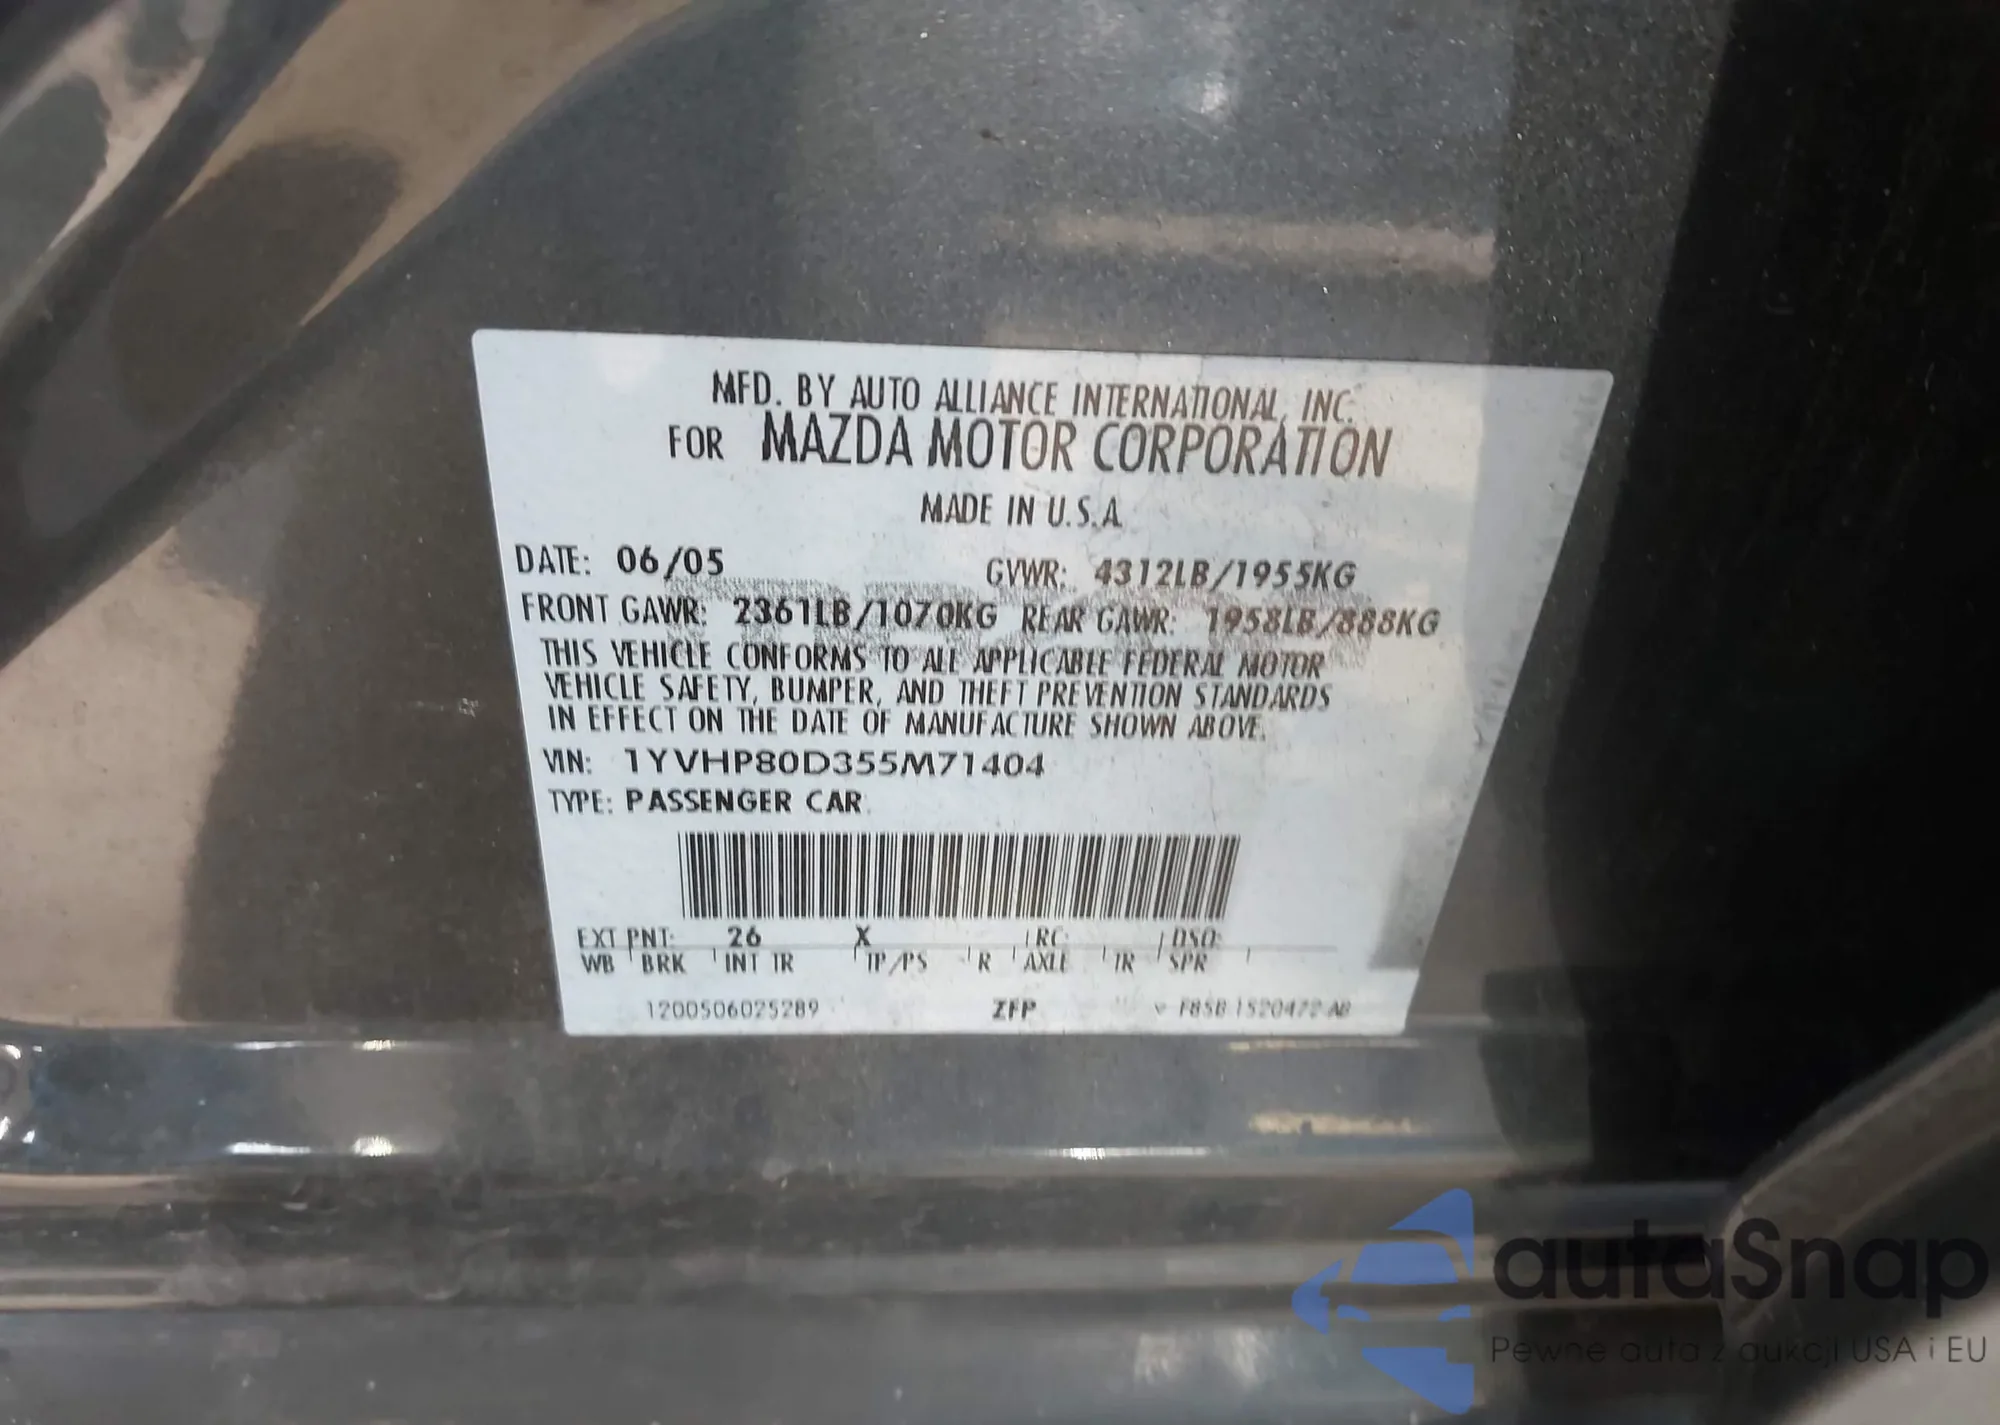 MFD. BY AUTO ALLIANCE INTERNATIONAL, INC.
FOR MAZDA MOTOR CORPORATION
MADE IN U.S.A
DATE: 06/05 GVWR: 4312LB/1955KG
FRONT GAWR: 2361LB/1070KG REAR GAWR: 1958LB/888KG
THIS VEHICLE CONFORMS TO ALL APPLICABLE FEDERAL MOTOR
VEHICLE SAFETY, BUMPER, AND THEFT PREVENTION STANDARDS
IN EFFECT ON THE DATE OF MANUFACTURE SHOWN ABOVE.
VIN: 1YVHP80D355M71404
TYPE: PASSENGER CAR
EXT PNT: 26 X RC: DSO:
WB BRK INT TR TP/PS R AXLE TR SPR
1200506025289 ZFP F85B 1520472 AB
autaSnap
Pewne auta z aukcji USA i EU